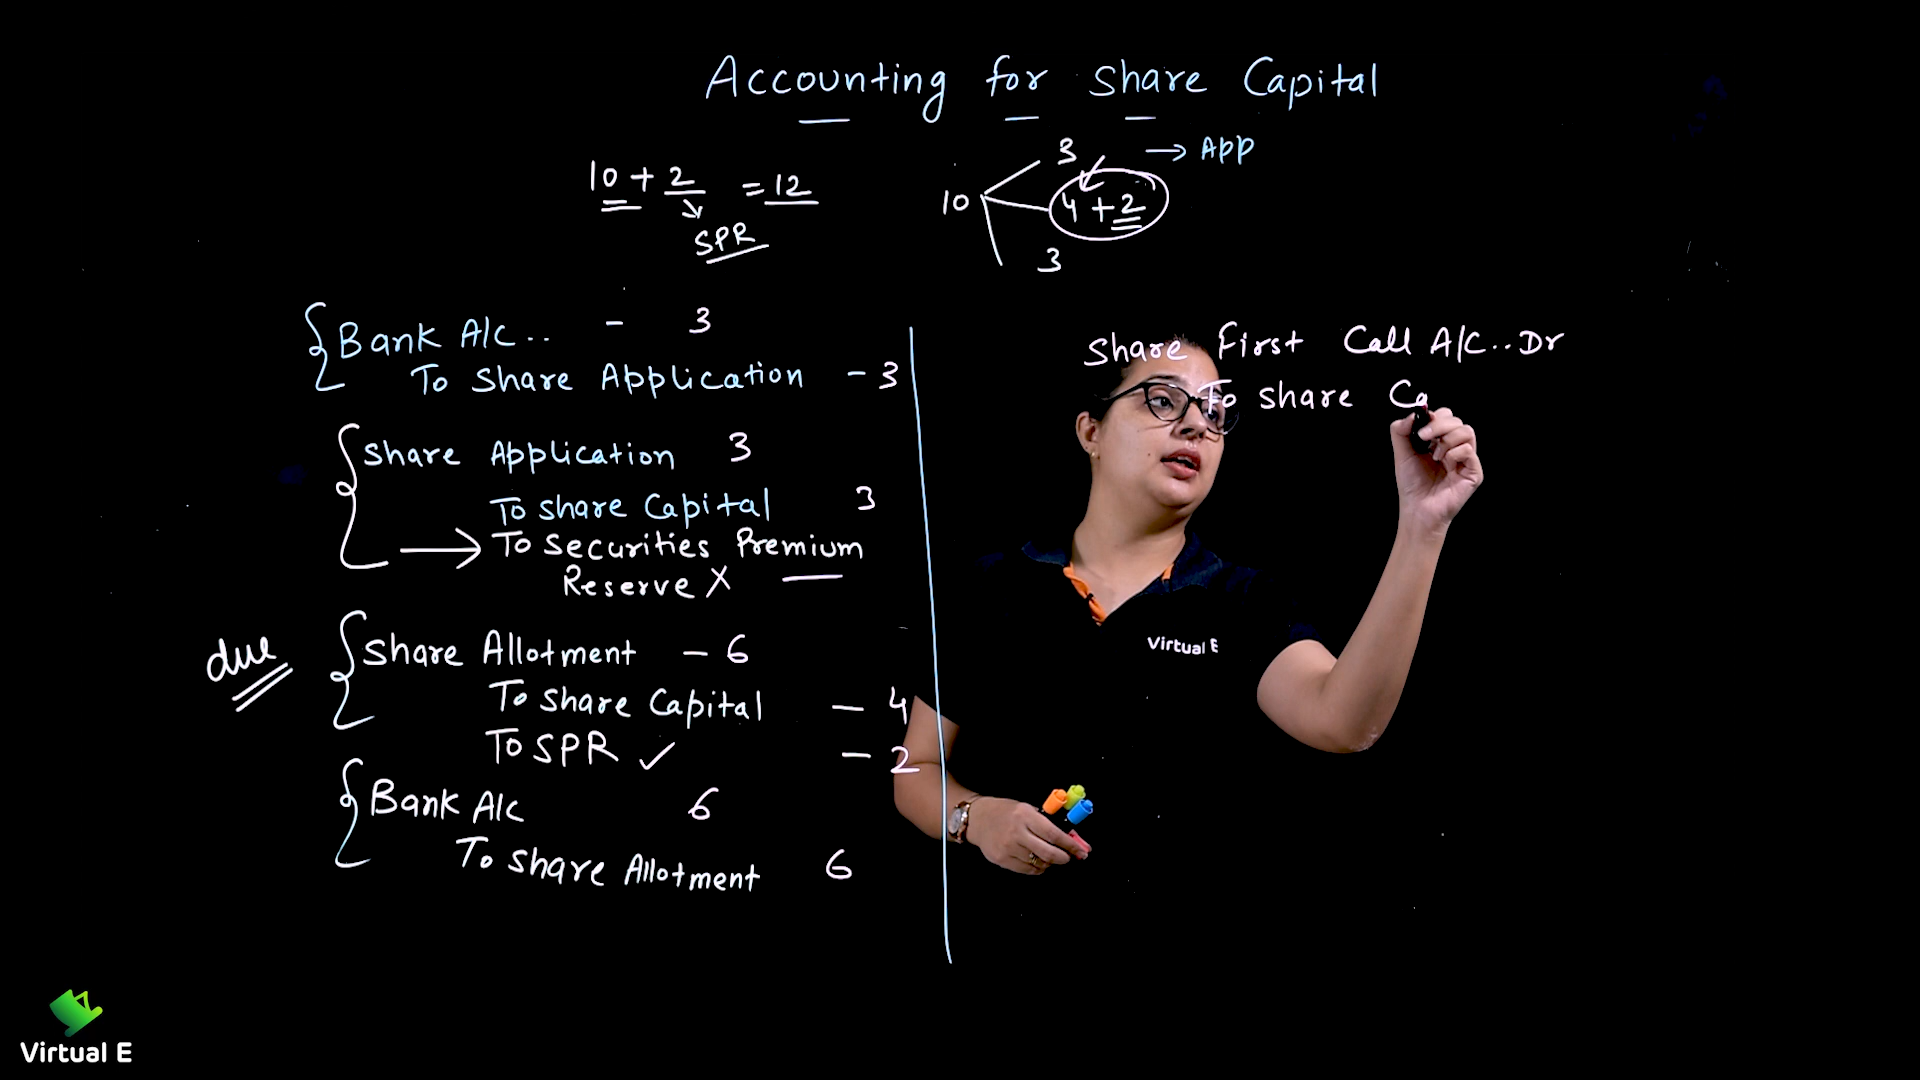 Accounting for Share Capital
10 + 2 = 12
SPR
10
3 → App
4 + 2
3
Bank A/c.. - 3
To Share Application - 3
Share Application 3
To Share Capital 3
→ To Securities Premium
Reserve X —
due
Share Allotment - 6
To Share Capital - 4
To SPR ✓ - 2
Bank A/c 6
To Share Allotment 6
Share First Call A/c..Dr
To Share Ca
Virtual E
Virtual E